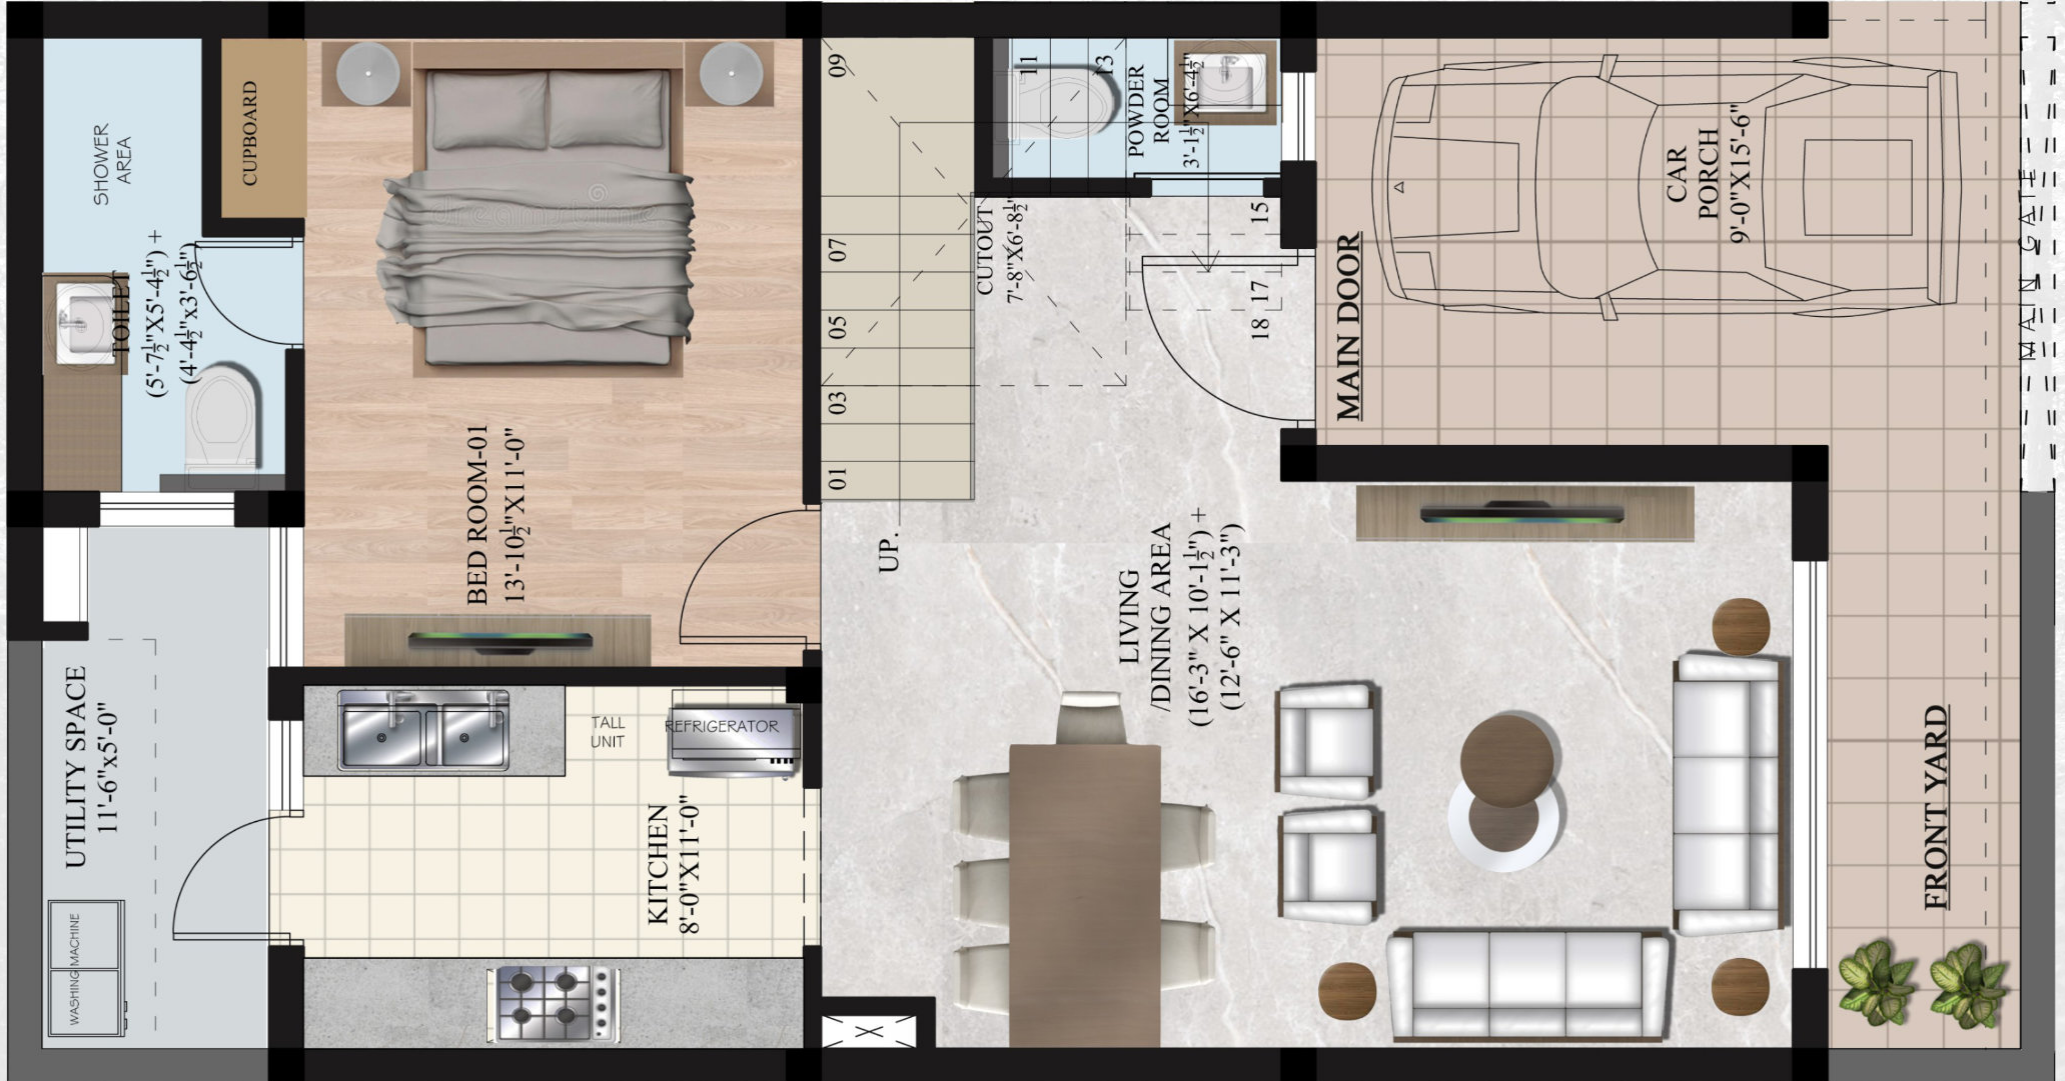 SHOWER
AREA
CUPBOARD
TOILET
(5'-7½"X5'-4½") +
(4'-4½"x3'-6½")
BED ROOM-01
13'-10½"X11'-0"
dreamstime
UTILITY SPACE
11'-6"x5'-0"
WASHING MACHINE
TALL
UNIT
REFRIGERATOR
KITCHEN
8'-0"X11'-0"
09
07
05
03
01
UP.
11
13
15
17
18
POWDER
ROOM
3'-1½"X6'-4½"
CUTOUT
7'-8"X6'-8½"
LIVING
/DINING AREA
(16'-3" X 10'-1½") +
(12'-6" X 11'-3")
X
MAIN DOOR
CAR
PORCH
9'-0"X15'-6"
MAIN GATE
FRONT YARD